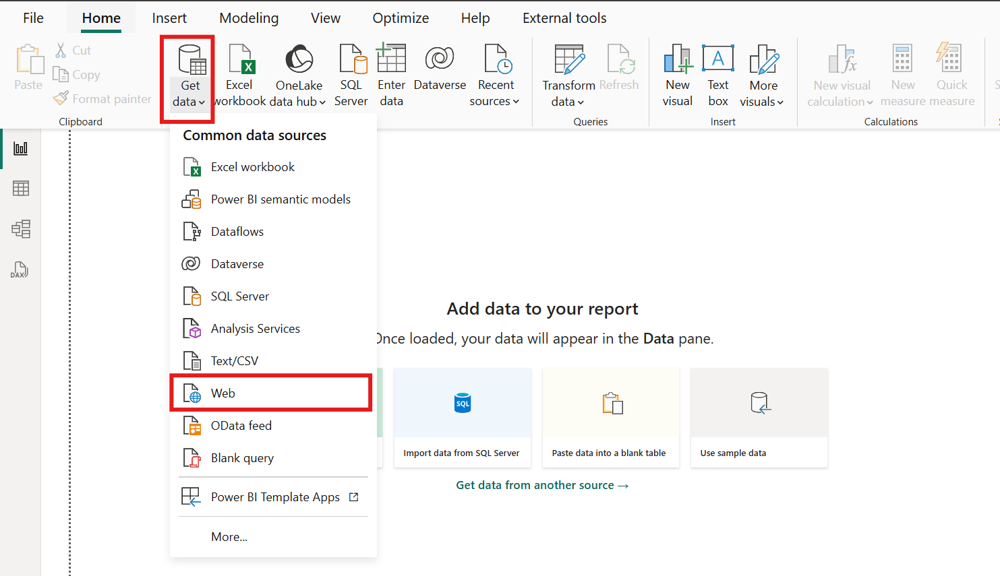 File Home Insert Modeling View Optimize Help External tools
Paste
Cut
Copy
Format painter
Clipboard
Get
data
Excel
workbook
OneLake
data hub
SQL
Server
Enter
data
Dataverse
Recent
sources
Transform
data
Refresh
Queries
New
visual
A
Text
box
More
visuals
Insert
fx
New visual
calculation
New
measure
Quick
measure
Calculations
DAX
Common data sources
Excel workbook
Power BI semantic models
Dataflows
Dataverse
SQL Server
Analysis Services
Text/CSV
Web
OData feed
Blank query
Power BI Template Apps
More...
Add data to your report
Once loaded, your data will appear in the Data pane.
SQL
Import data from SQL Server
Paste data into a blank table
Use sample data
Get data from another source →